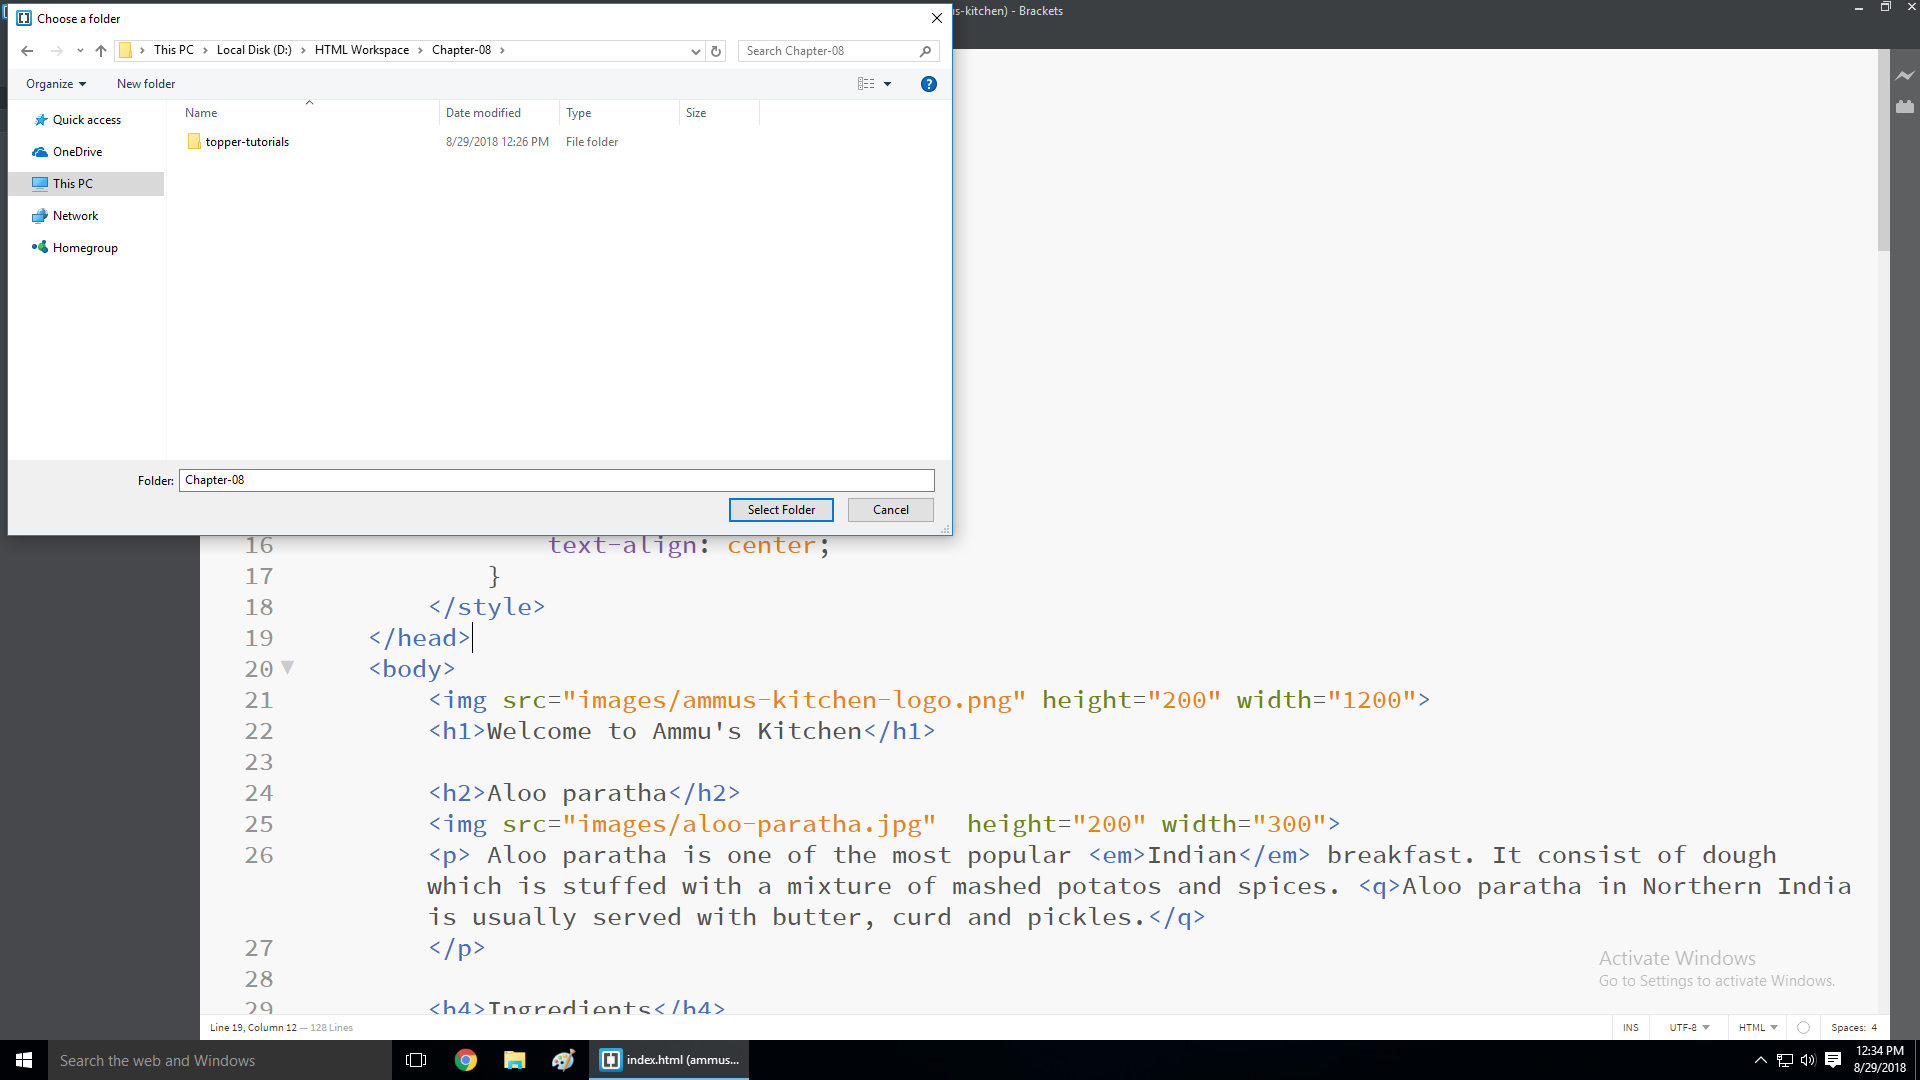 Choose a folder
us-kitchen) - Brackets
This PC > Local Disk (D:) > HTML Workspace > Chapter-08 >
Search Chapter-08
Organize
New folder
Name
Date modified
Type
Size
Quick access
OneDrive
This PC
Network
Homegroup
topper-tutorials
8/29/2018 12:26 PM
File folder
Folder:
Chapter-08
Select Folder
Cancel
16 text-align: center;
17 }
18 </style>
19 </head>
20 <body>
21 <img src="images/ammus-kitchen-logo.png" height="200" width="1200">
22 <h1>Welcome to Ammu's Kitchen</h1>
23
24 <h2>Aloo paratha</h2>
25 <img src="images/aloo-paratha.jpg"  height="200" width="300">
26 <p> Aloo paratha is one of the most popular <em>Indian</em> breakfast. It consist of dough
which is stuffed with a mixture of mashed potatos and spices. <q>Aloo paratha in Northern India
is usually served with butter, curd and pickles.</q>
27 </p>
28
29 <h4>Ingredients</h4>
Activate Windows
Go to Settings to activate Windows.
Line 19, Column 12 — 128 Lines
INS
UTF-8
HTML
Spaces: 4
Search the web and Windows
index.html (ammus...
12:34 PM
8/29/2018